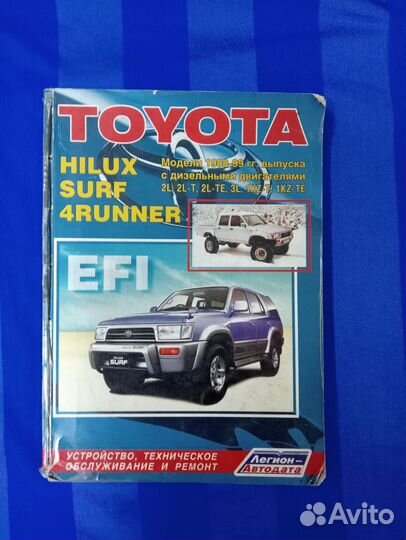 TOYOTA
HILUX
SURF
4RUNNER
Модели 1988-99 гг. выпуска
с дизельными двигателями
2L, 2L-T, 2L-TE, 3L, 1KZ-T, 1KZ-TE
EFI
SURF
УСТРОЙСТВО, ТЕХНИЧЕСКОЕ
ОБСЛУЖИВАНИЕ И РЕМОНТ
Легион-
Автодата
Avito